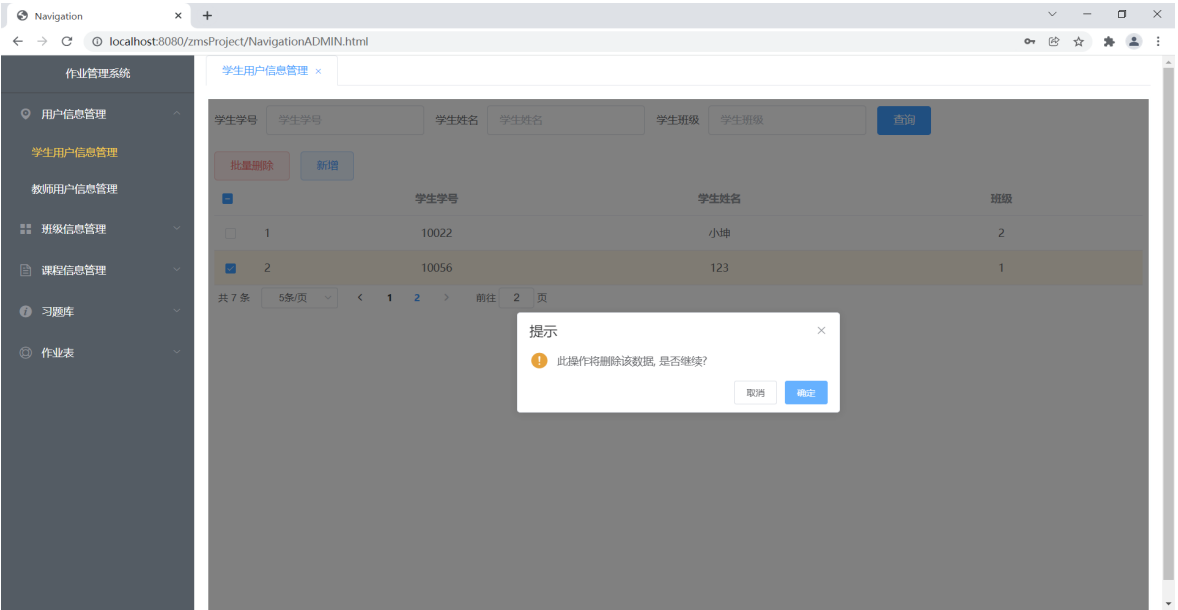 Navigation
localhost:8080/zmsProject/NavigationADMIN.html
作业管理系统
学生用户信息管理
用户信息管理
学生用户信息管理
教师用户信息管理
班级信息管理
课程信息管理
习题库
作业表
学生学号 学生学号 学生姓名 学生姓名 学生班级 学生班级 查询
批量删除 新增
学生学号 学生姓名 班级
1 10022 小坤 2
2 10056 123 1
共 7 条 5条/页 1 2 前往 2 页
提示
此操作将删除该数据, 是否继续?
取消 确定